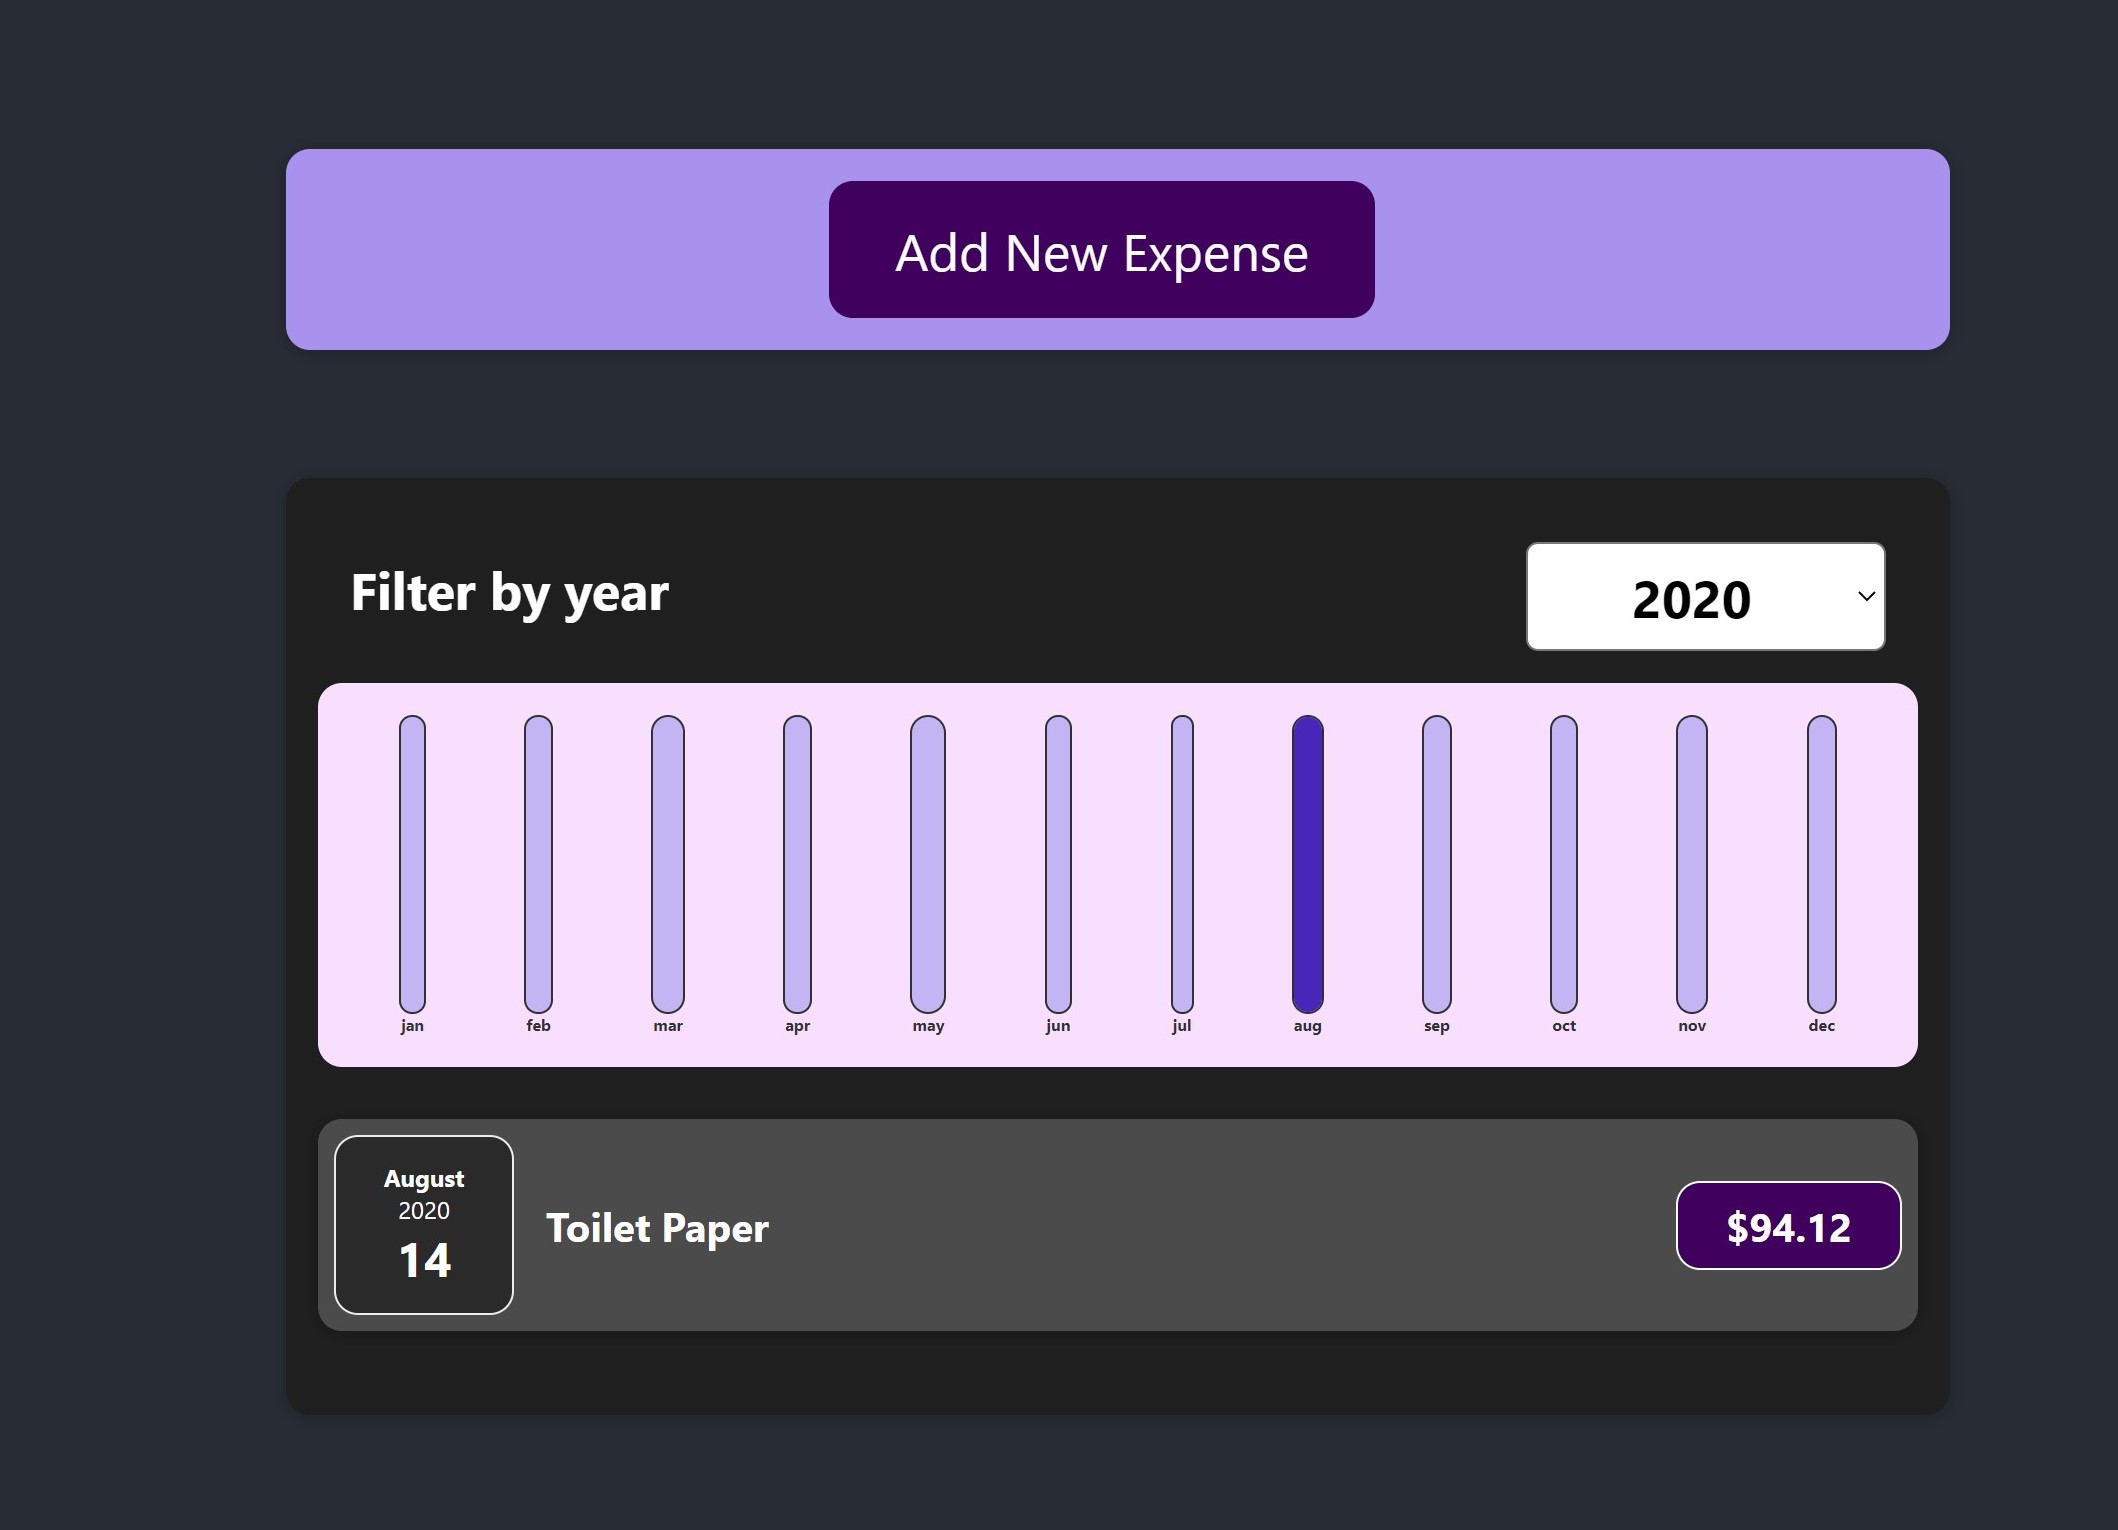 Add New Expense
Filter by year
2020
jan feb mar apr may jun jul aug sep oct nov dec
August
2020
14
Toilet Paper
$94.12